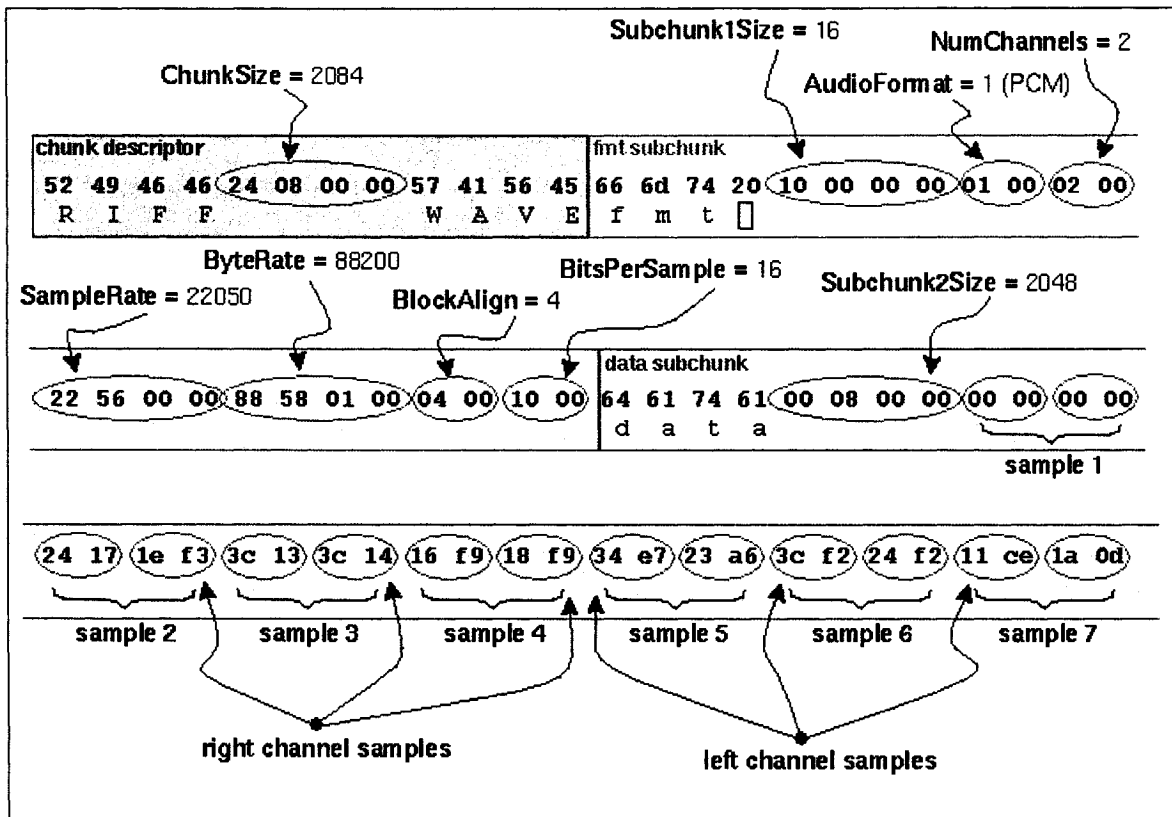 Subchunk1Size = 16
NumChannels = 2
ChunkSize = 2084
AudioFormat = 1 (PCM)
chunk descriptor
fmt subchunk
52 49 46 46 24 08 00 00 57 41 56 45 66 6d 74 20 10 00 00 00 01 00 02 00
R I F F W A V E f m t
ByteRate = 88200
BitsPerSample = 16
SampleRate = 22050
BlockAlign = 4
Subchunk2Size = 2048
data subchunk
22 56 00 00 88 58 01 00 04 00 10 00 64 61 74 61 00 08 00 00 00 00 00 00
d a t a
sample 1
24 17 1e f3 3c 13 3c 14 16 f9 18 f9 34 e7 23 a6 3c f2 24 f2 11 ce 1a 0d
sample 2 sample 3 sample 4 sample 5 sample 6 sample 7
right channel samples
left channel samples